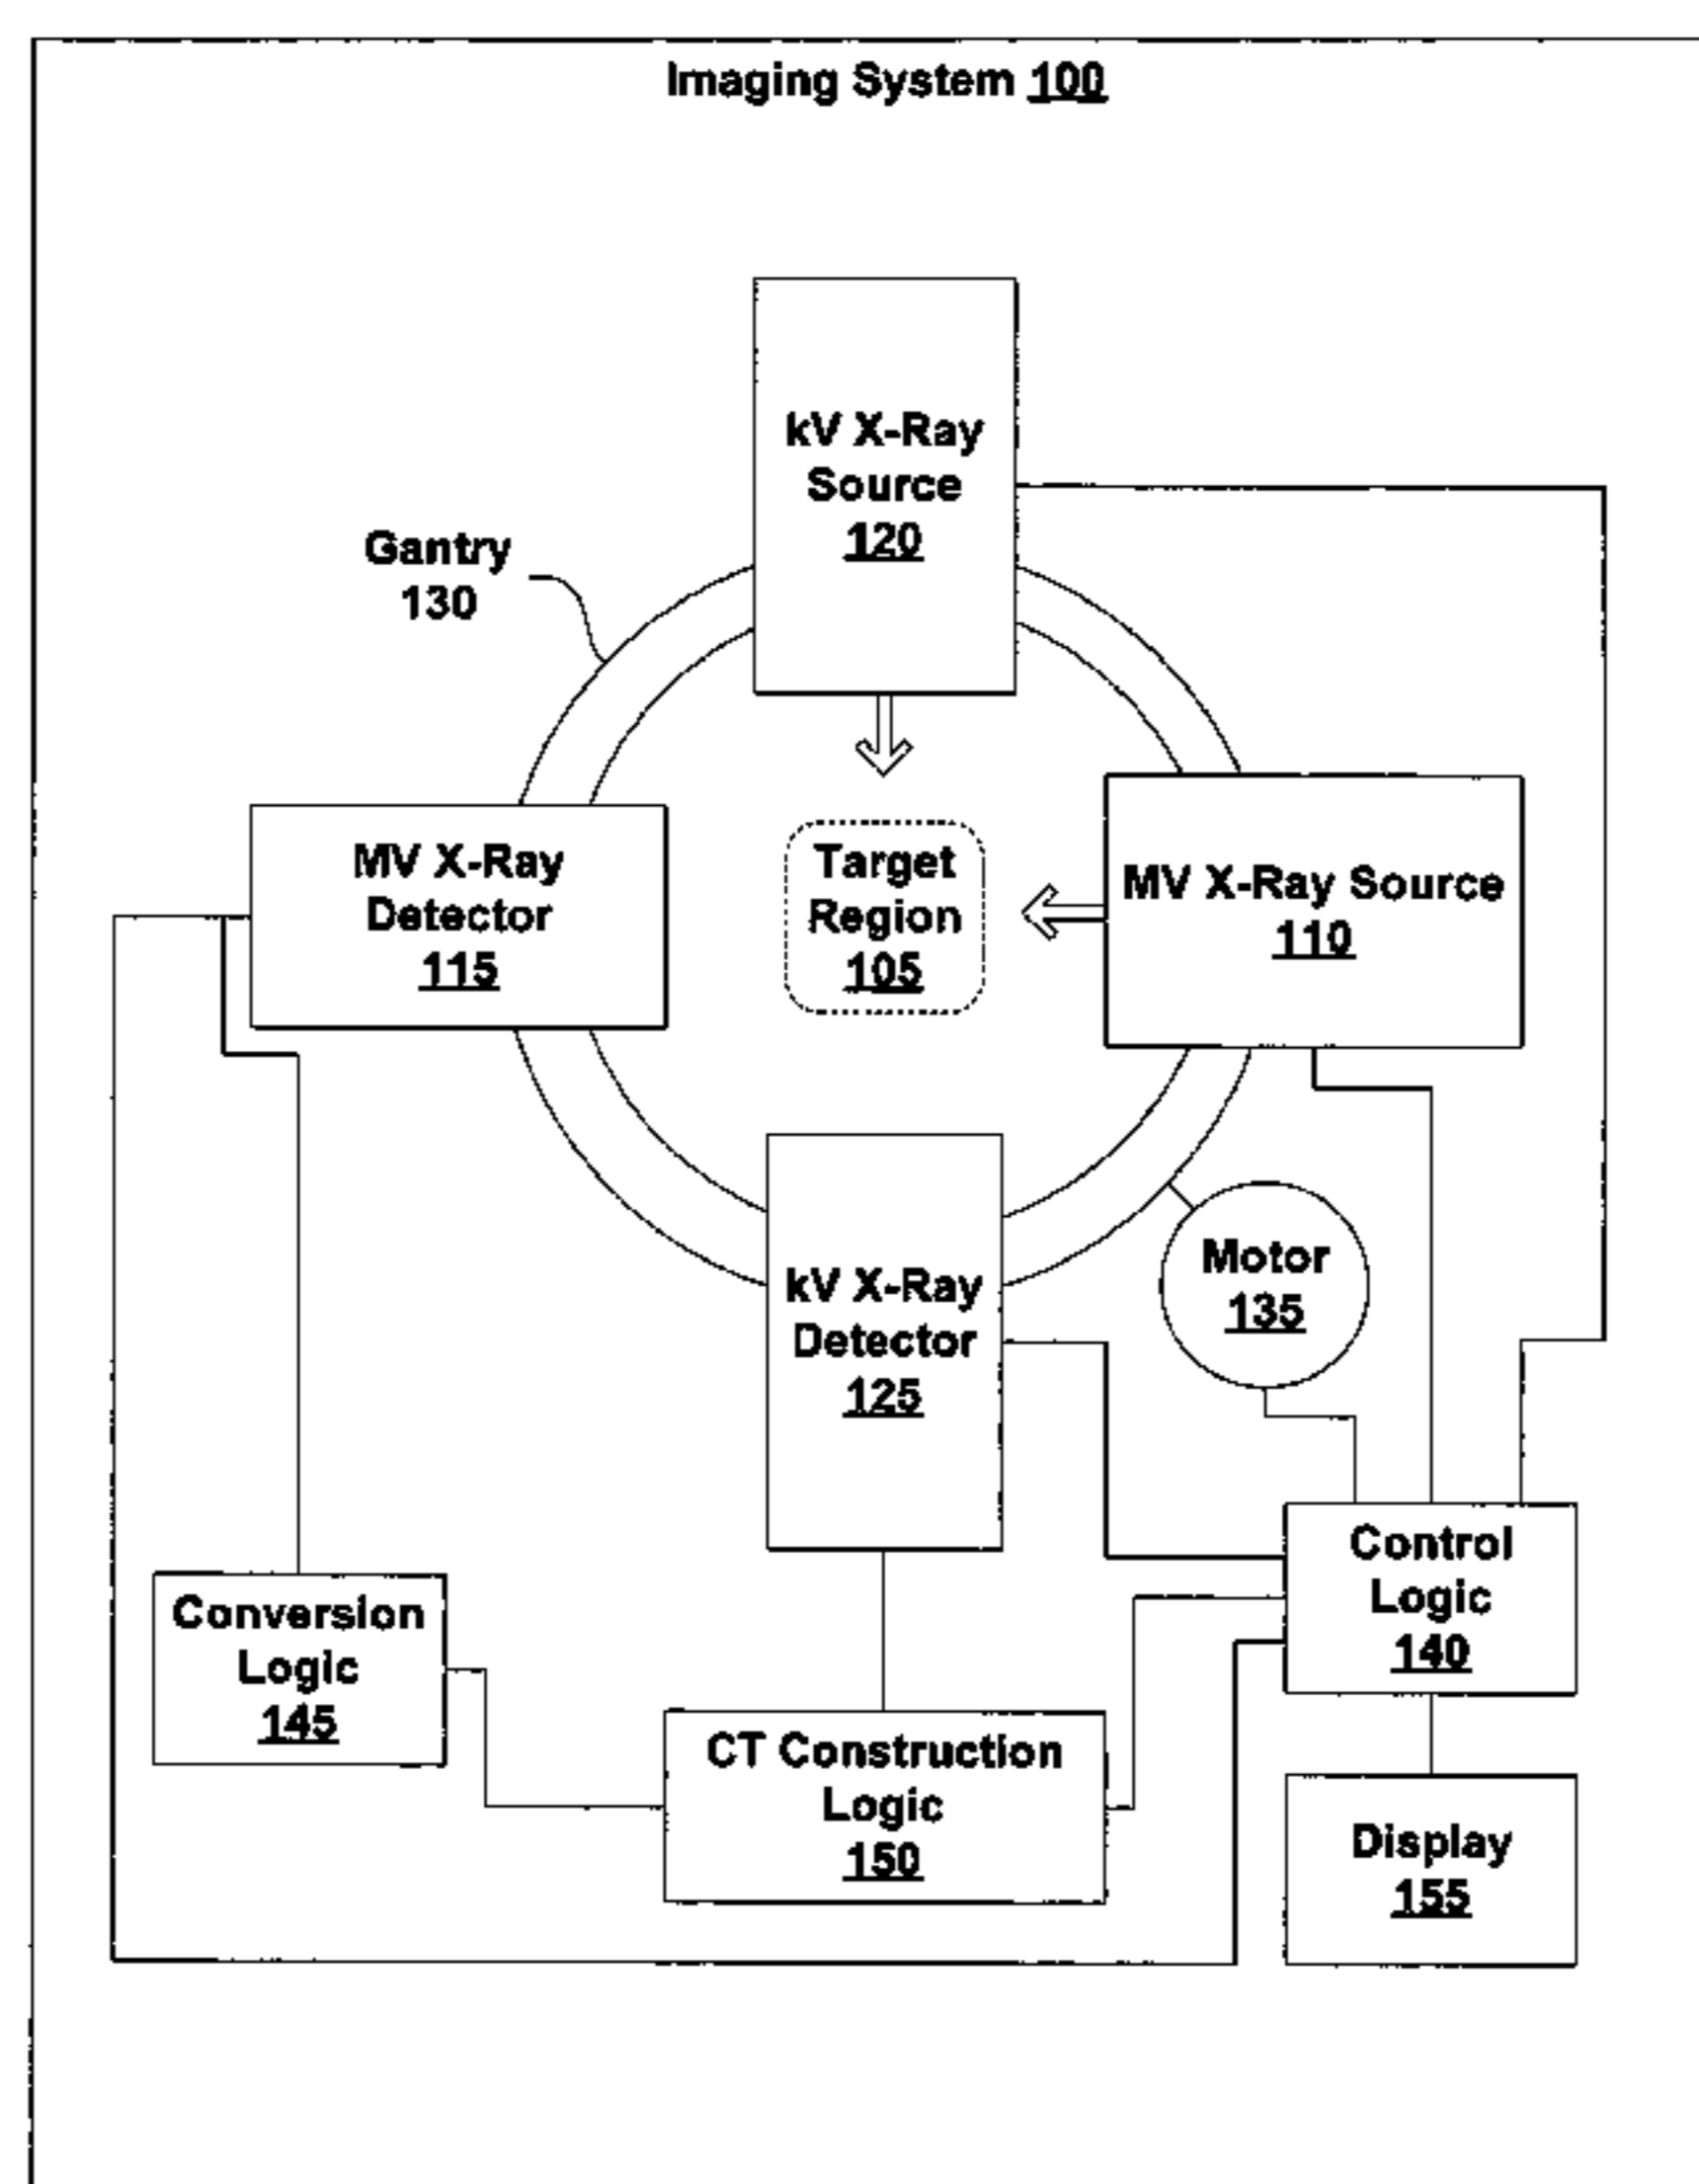 Imaging System 100
kV X-Ray
Source
120
Gantry
130
MV X-Ray
Detector
115
Target
Region
105
MV X-Ray Source
110
kV X-Ray
Detector
125
Motor
135
Control
Logic
140
Conversion
Logic
145
CT Construction
Logic
150
Display
155